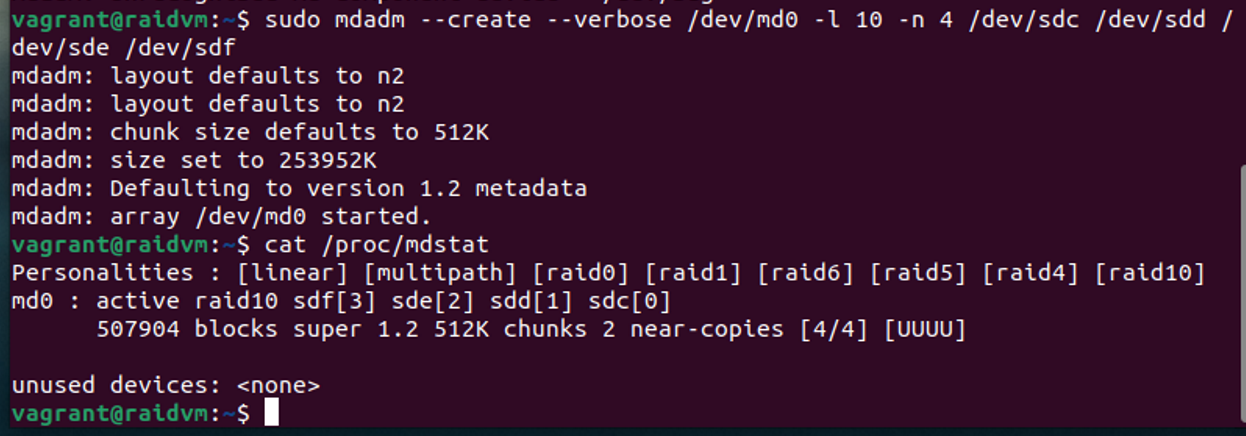 vagrant@raidvm:~$ sudo mdadm --create --verbose /dev/md0 -l 10 -n 4 /dev/sdc /dev/sdd /
dev/sde /dev/sdf
mdadm: layout defaults to n2
mdadm: layout defaults to n2
mdadm: chunk size defaults to 512K
mdadm: size set to 253952K
mdadm: Defaulting to version 1.2 metadata
mdadm: array /dev/md0 started.
vagrant@raidvm:~$ cat /proc/mdstat
Personalities : [linear] [multipath] [raid0] [raid1] [raid6] [raid5] [raid4] [raid10]
md0 : active raid10 sdf[3] sde[2] sdd[1] sdc[0]
      507904 blocks super 1.2 512K chunks 2 near-copies [4/4] [UUUU]

unused devices: <none>
vagrant@raidvm:~$